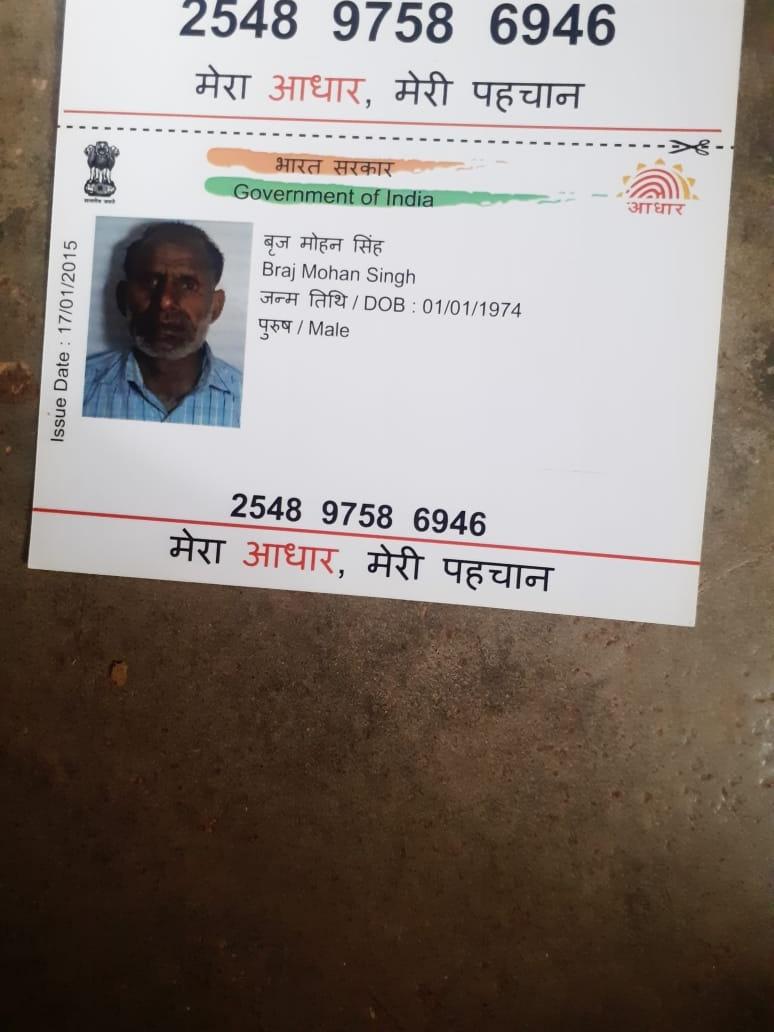 2548 9758 6946
मेरा आधार, मेरी पहचान
भारत सरकार
Government of India
आधार
बृज मोहन सिंह
Braj Mohan Singh
जन्म तिथि / DOB : 01/01/1974
पुरुष / Male
Issue Date : 17/01/2015
2548 9758 6946
मेरा आधार, मेरी पहचान